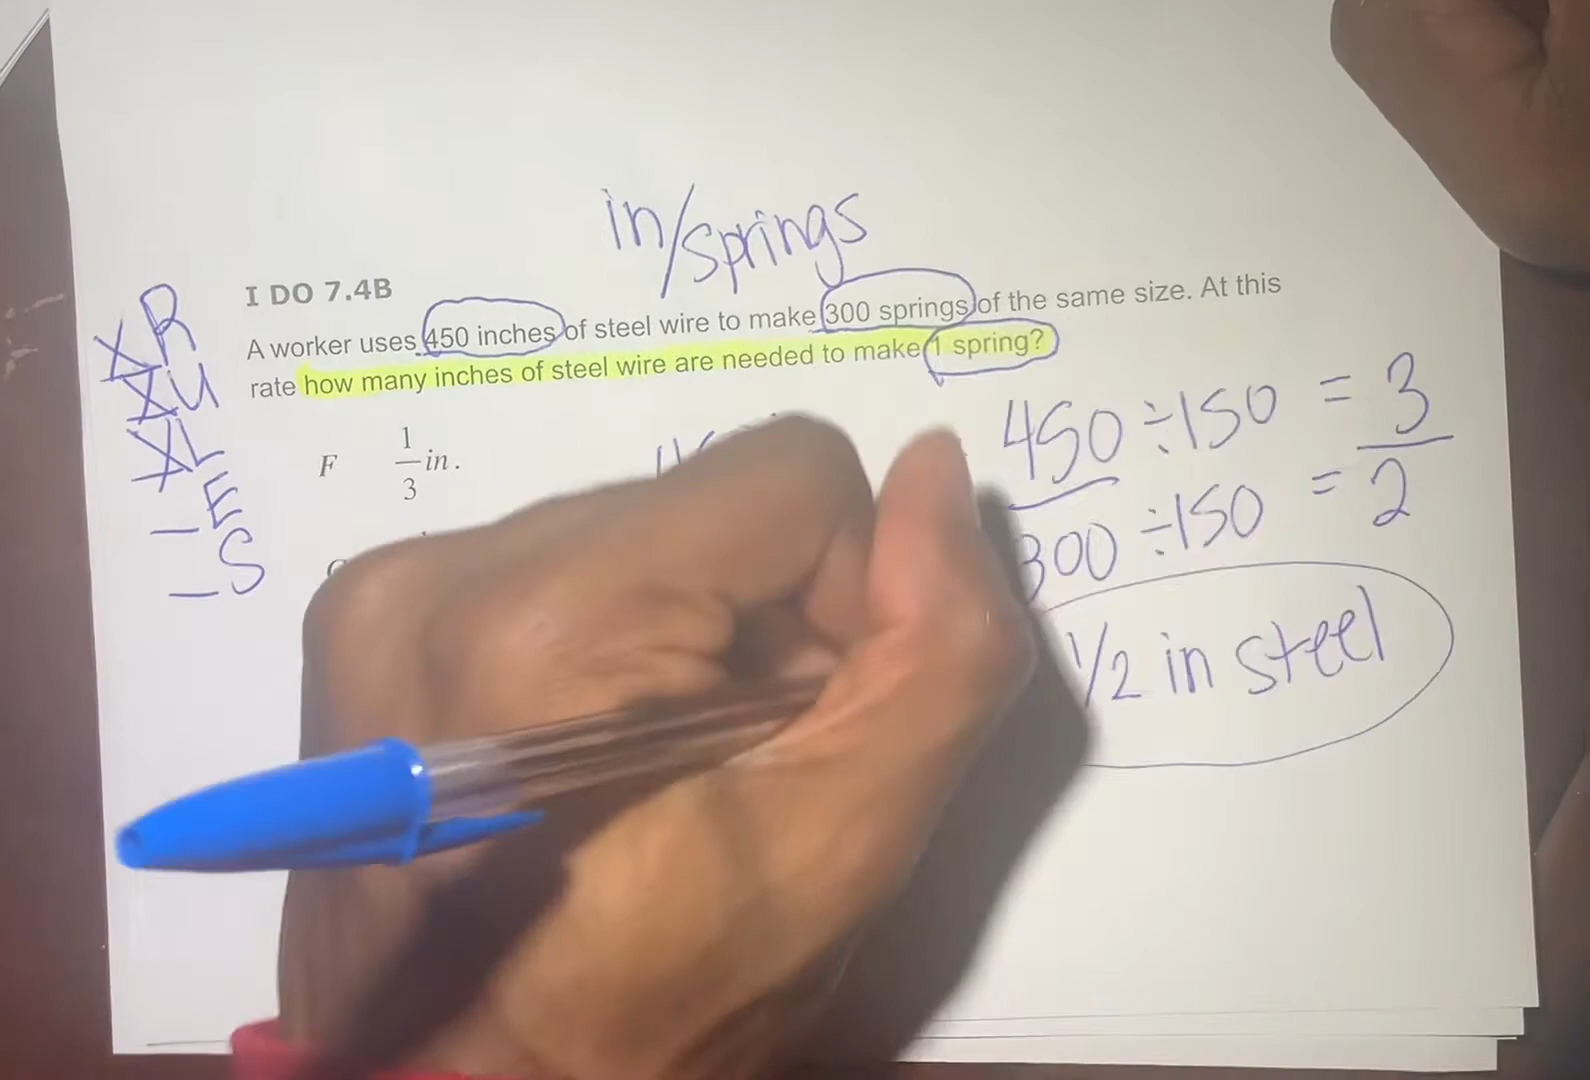 in/springs
I DO 7.4B
A worker uses 450 inches of steel wire to make 300 springs of the same size. At this
rate how many inches of steel wire are needed to make 1 spring?
X R
X U
X L
_ E
_ S
F 1/3 in.
450 ÷ 150 = 3
300 ÷ 150 = 2
1/2 in steel